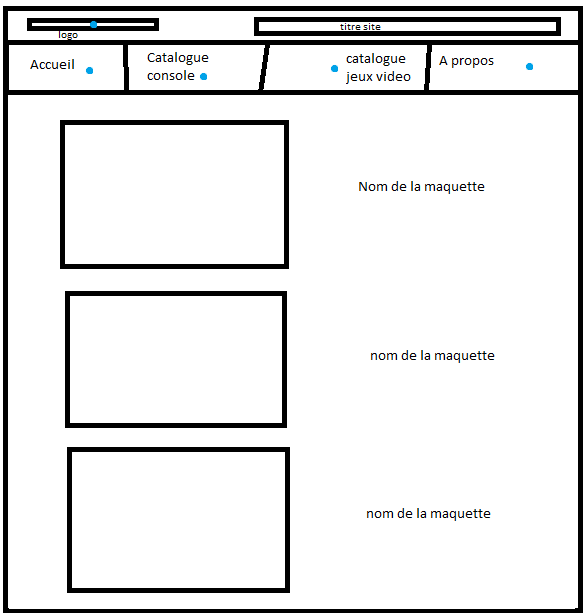 titre site
logo
Accueil
Catalogue
console
catalogue
jeux video
A propos
Nom de la maquette
nom de la maquette
nom de la maquette